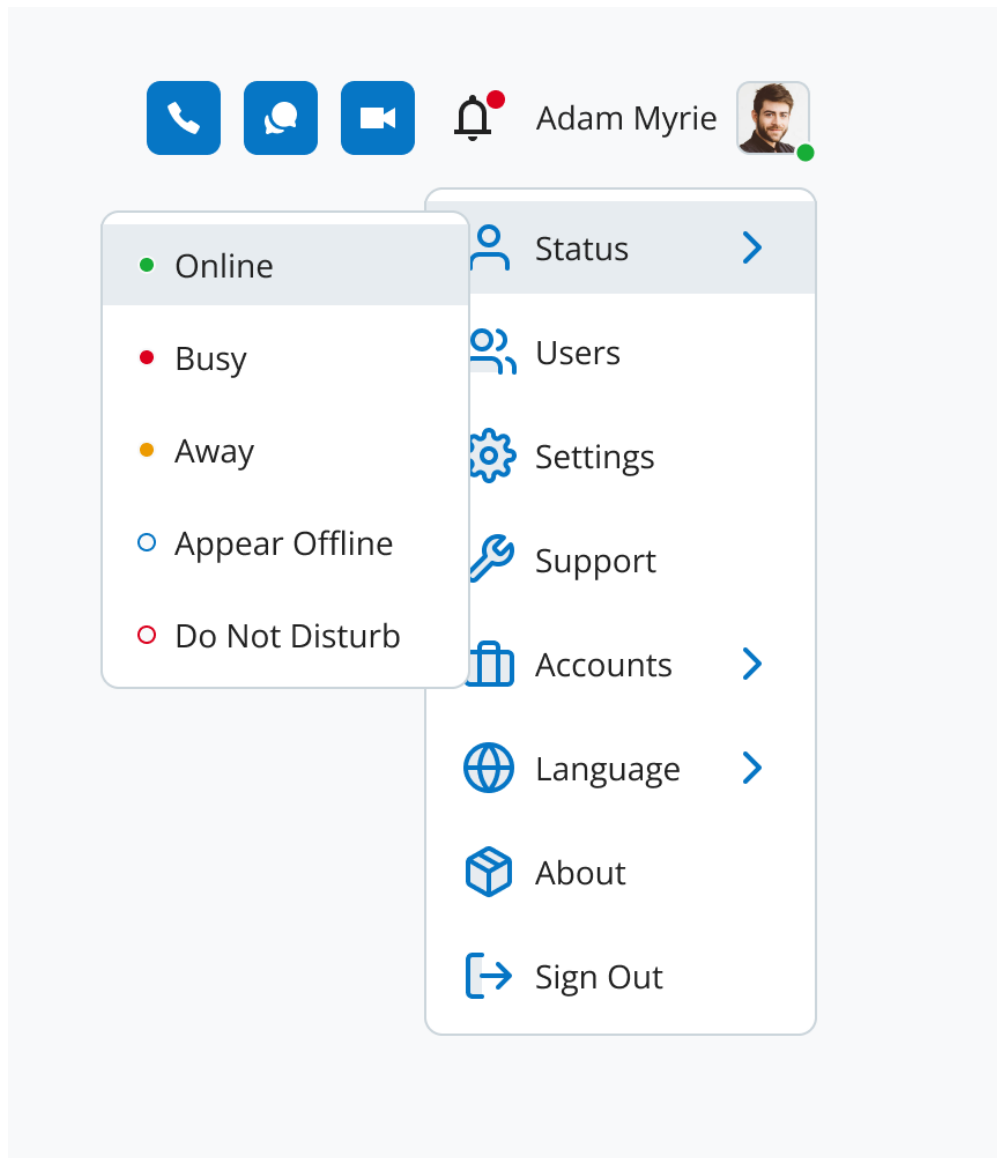 Adam Myrie
Status
Users
Settings
Support
Accounts
Language
About
Sign Out
Online
Busy
Away
Appear Offline
Do Not Disturb